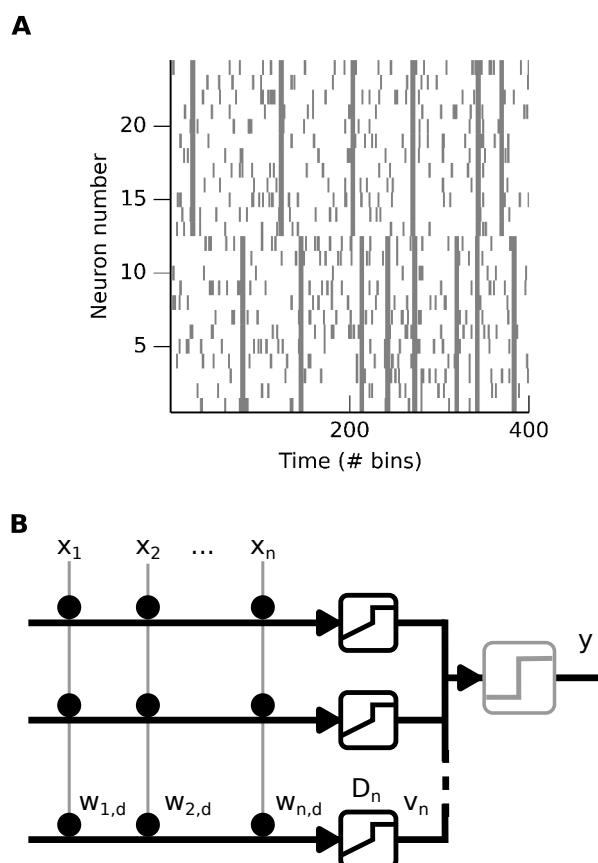 A
20
15
10
5
Neuron number
200 400
Time (# bins)
B
x1 x2 ... xn
y
w1,d w2,d wn,d Dn vn